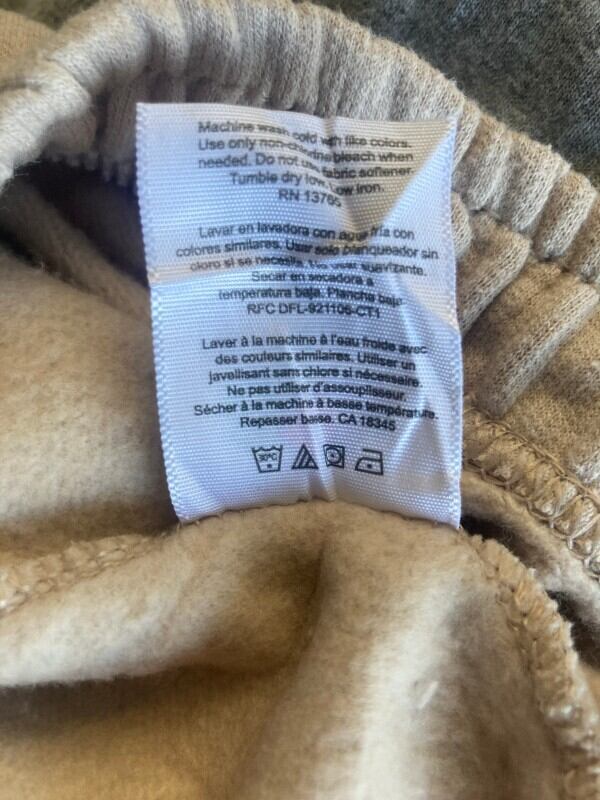 Machine wash cold with like colors.
Use only non-chlorine bleach when
needed. Do not use fabric softener.
Tumble dry low. Low iron.
RN 13765
Lavar en lavadora con agua fría con
colores similares. Usar solo blanqueador sin
cloro si se necesita. No usar suavizante.
Secar en secadora a
temperatura baja. Plancha baja
RFC DFL-921106-CT1
Laver à la machine à l'eau froide avec
des couleurs similaires. Utiliser un
javellisant sans chlore si nécessaire.
Ne pas utiliser d'assouplisseur.
Sécher à la machine à basse température.
Repasser basse. CA 18345
30°C